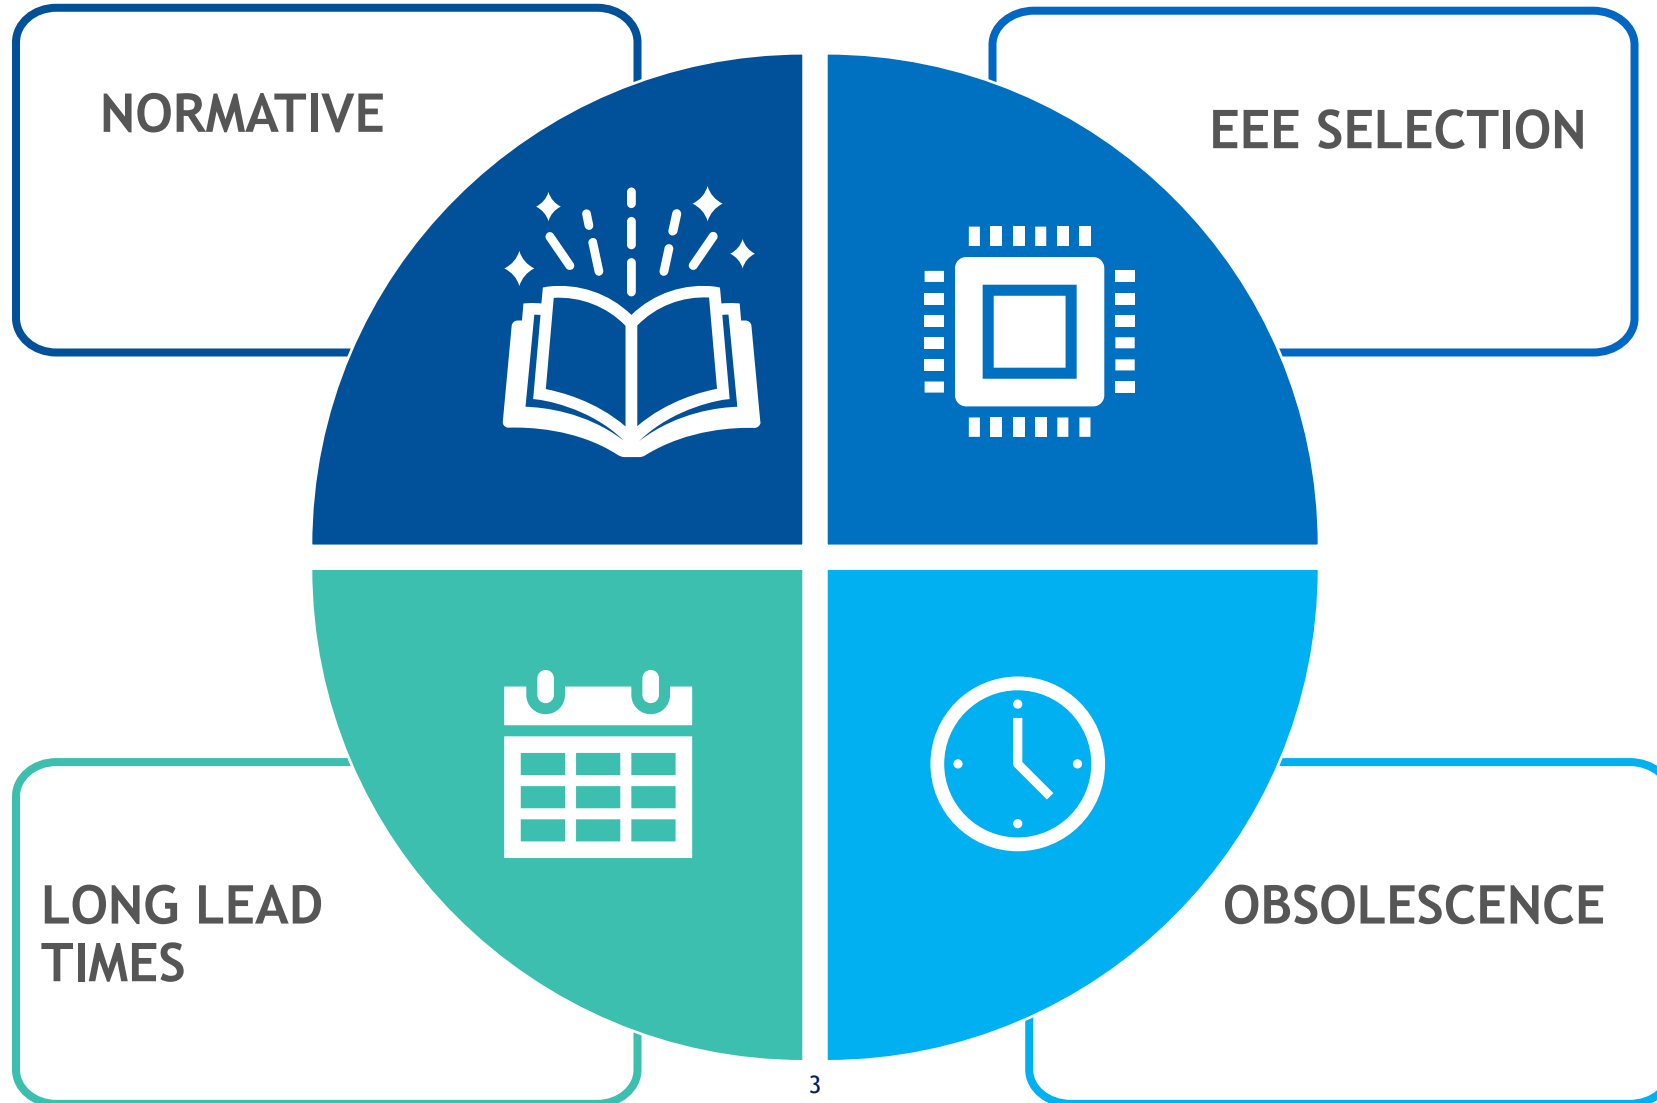 NORMATIVE
EEE SELECTION
LONG LEAD
TIMES
OBSOLESCENCE
3